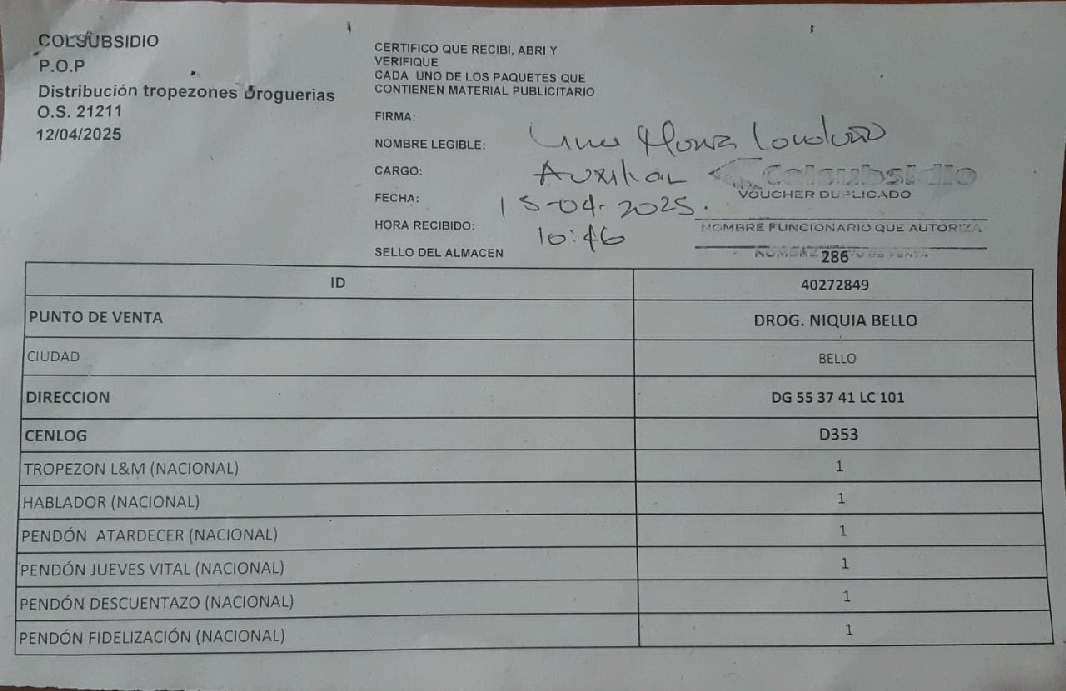 COLSUBSIDIO
P.O.P
Distribución tropezones Droguerias
O.S. 21211
12/04/2025
CERTIFICO QUE RECIBI, ABRI Y
VERIFIQUE
CADA UNO DE LOS PAQUETES QUE
CONTIENEN MATERIAL PUBLICITARIO
FIRMA:
NOMBRE LEGIBLE: Londoño
CARGO: Auxiliar
FECHA: 15-04-2025.
HORA RECIBIDO: 10:46
SELLO DEL ALMACEN
Colsubsidio
VOUCHER DUPLICADO
NOMBRE FUNCIONARIO QUE AUTORIZA
286
ID 40272849
PUNTO DE VENTA DROG. NIQUIA BELLO
CIUDAD BELLO
DIRECCION DG 55 37 41 LC 101
CENLOG D353
TROPEZON L&M (NACIONAL) 1
HABLADOR (NACIONAL) 1
PENDÓN ATARDECER (NACIONAL) 1
PENDÓN JUEVES VITAL (NACIONAL) 1
PENDÓN DESCUENTAZO (NACIONAL) 1
PENDÓN FIDELIZACIÓN (NACIONAL) 1